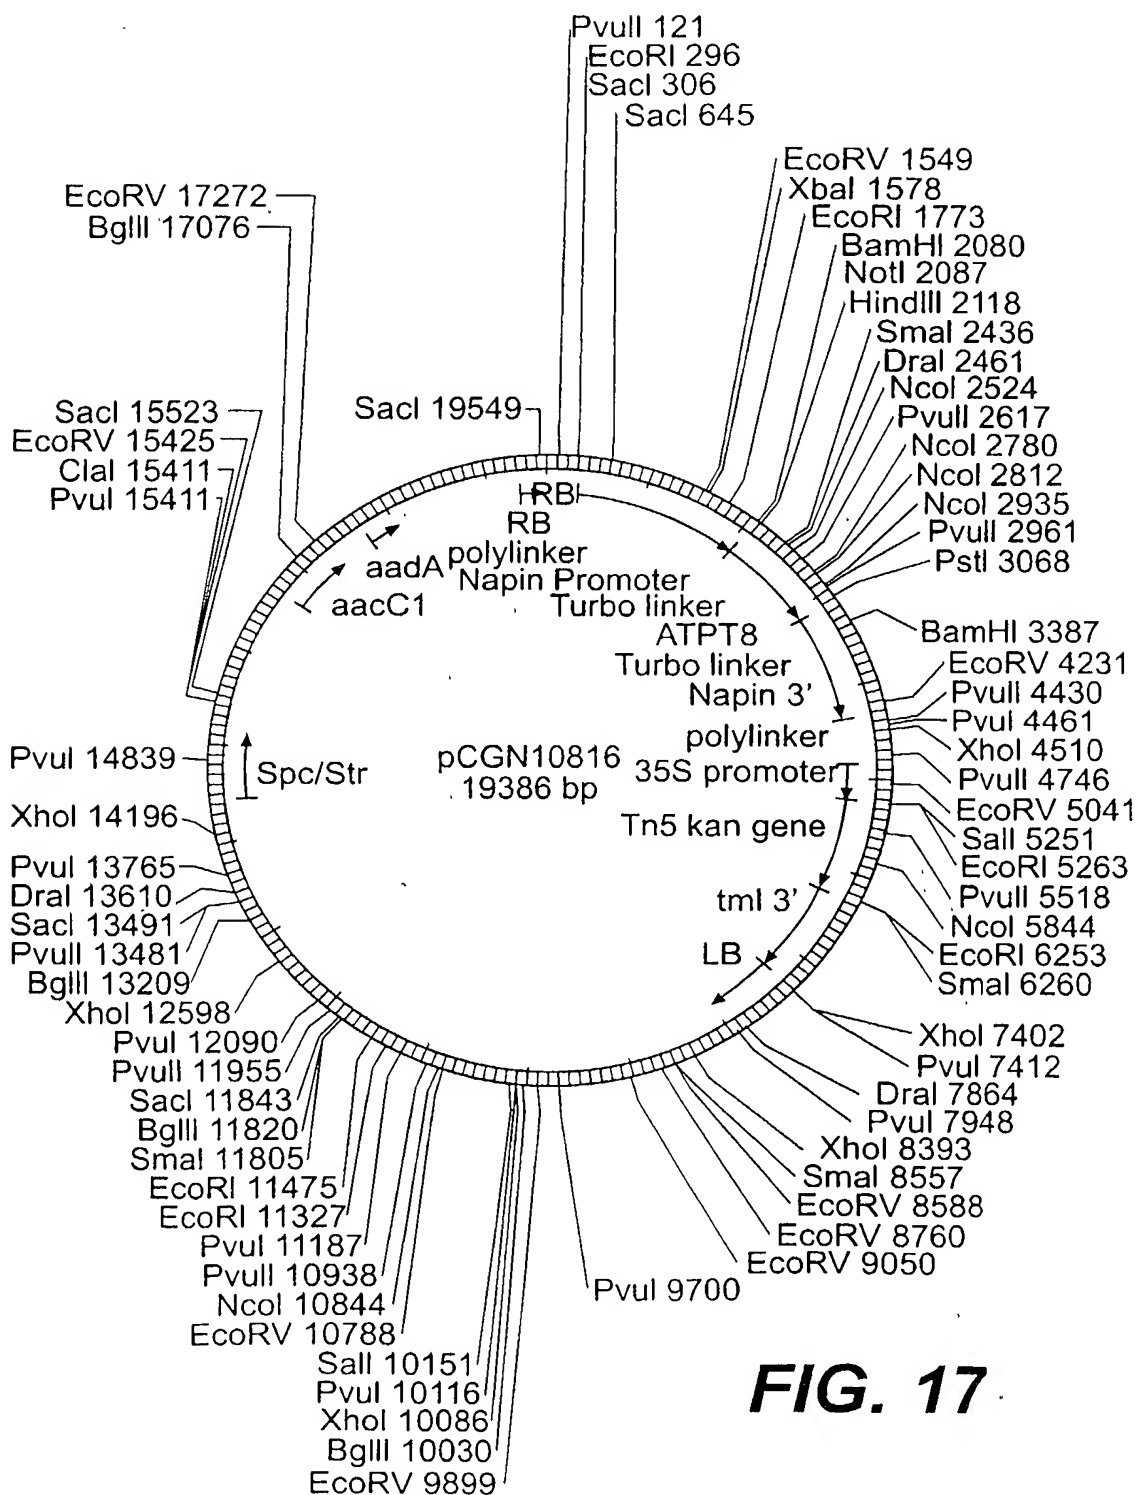 PvuII 121
EcoRI 296
SacI 306
SacI 645
EcoRV 1549
XbaI 1578
EcoRI 1773
BamHI 2080
NotI 2087
HindIII 2118
SmaI 2436
DraI 2461
NcoI 2524
PvuII 2617
NcoI 2780
NcoI 2812
NcoI 2935
PvuII 2961
PstI 3068
BamHI 3387
EcoRV 4231
PvuII 4430
PvuI 4461
XhoI 4510
PvuII 4746
EcoRV 5041
SalI 5251
EcoRI 5263
PvuII 5518
NcoI 5844
EcoRI 6253
SmaI 6260
XhoI 7402
PvuI 7412
DraI 7864
PvuI 7948
XhoI 8393
SmaI 8557
EcoRV 8588
EcoRV 8760
EcoRV 9050
PvuI 9700
EcoRV 17272
BglII 17076
SacI 15523
EcoRV 15425
ClaI 15411
PvuI 15411
SacI 19549
PvuI 14839
XhoI 14196
PvuI 13765
DraI 13610
SacI 13491
PvuII 13481
BglII 13209
XhoI 12598
PvuI 12090
PvuII 11955
SacI 11843
BglII 11820
SmaI 11805
EcoRI 11475
EcoRI 11327
PvuI 11187
PvuII 10938
NcoI 10844
EcoRV 10788
SalI 10151
PvuI 10116
XhoI 10086
BglII 10030
EcoRV 9899
RB
RB
polylinker
Napin Promoter
Turbo linker
ATPT8
Turbo linker
Napin 3'
polylinker
35S promoter
Tn5 kan gene
tml 3'
LB
aadA
aacC1
Spc/Str
pCGN10816
19386 bp
FIG. 17